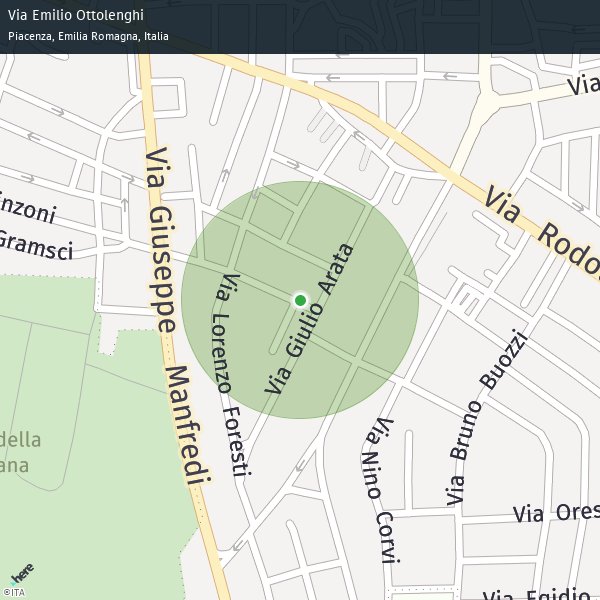 Via Emilio Ottolenghi
Piacenza, Emilia Romagna, Italia
Via
Via Rodo
inzoni
Gramsci
Via Giuseppe Manfredi
Via Lorenzo Foresti
Via Giulio Arata
Via Bruno Buozzi
Via Nino Corvi
della
ana
Via Ores
Via Egidio
here
©ITA